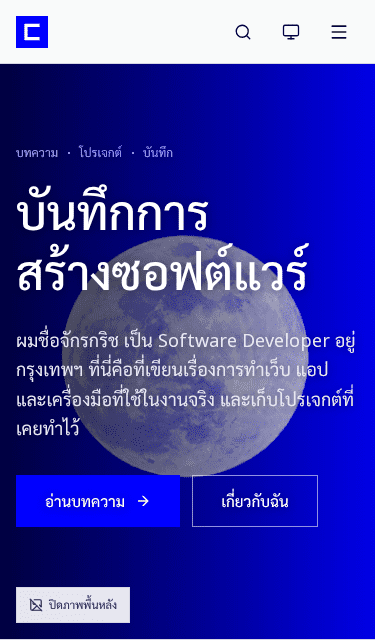 บทความ · โปรเจกต์ · บันทึก
บันทึกการ
สร้างซอฟต์แวร์
ผมชื่อจักรกริช เป็น Software Developer อยู่
กรุงเทพฯ ที่นี่คือที่เขียนเรื่องการทำเว็บ แอป
และเครื่องมือที่ใช้ในงานจริง และเก็บโปรเจกต์ที่
เคยทำไว้
อ่านบทความ → เกี่ยวกับฉัน
ปิดภาพพื้นหลัง